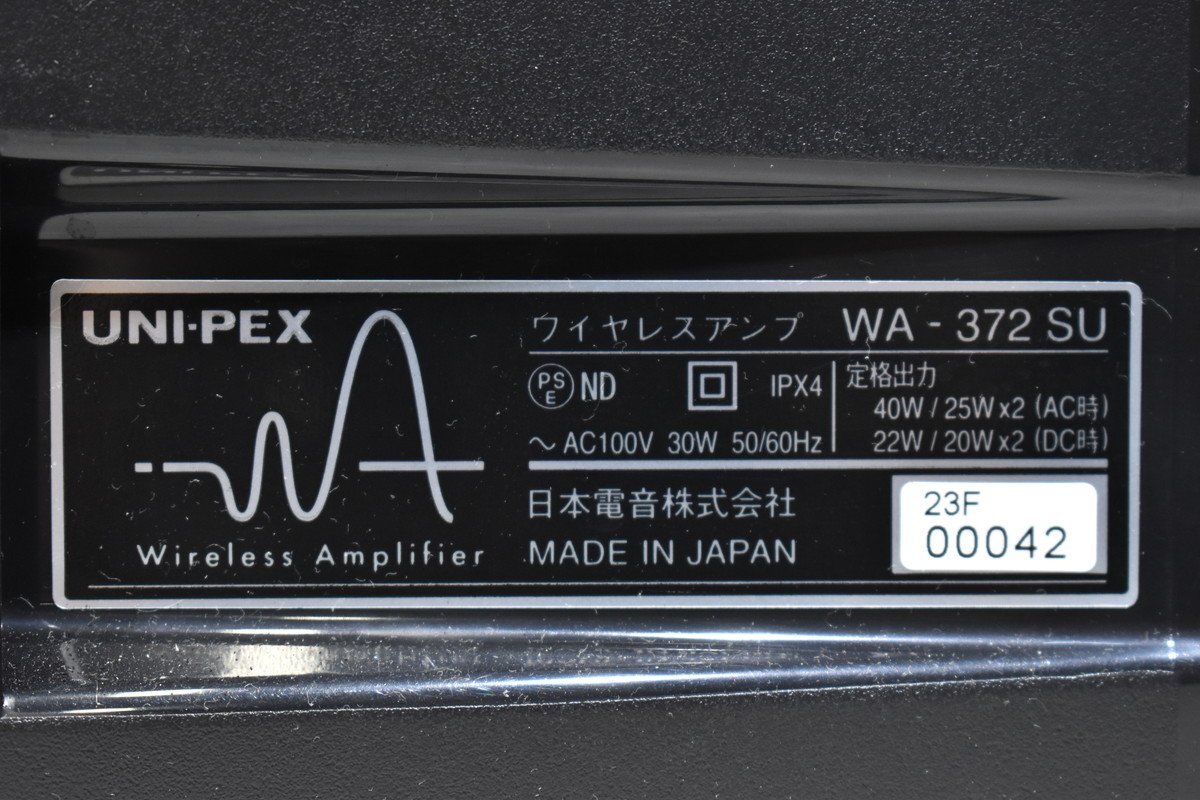 UNI-PEX
Wireless Amplifier
ワイヤレスアンプ WA - 372 SU
PSE ND IPX4
～ AC100V 30W 50/60Hz
定格出力
40W / 25W x2 (AC時)
22W / 20W x2 (DC時)
日本電音株式会社
MADE IN JAPAN
23F
00042